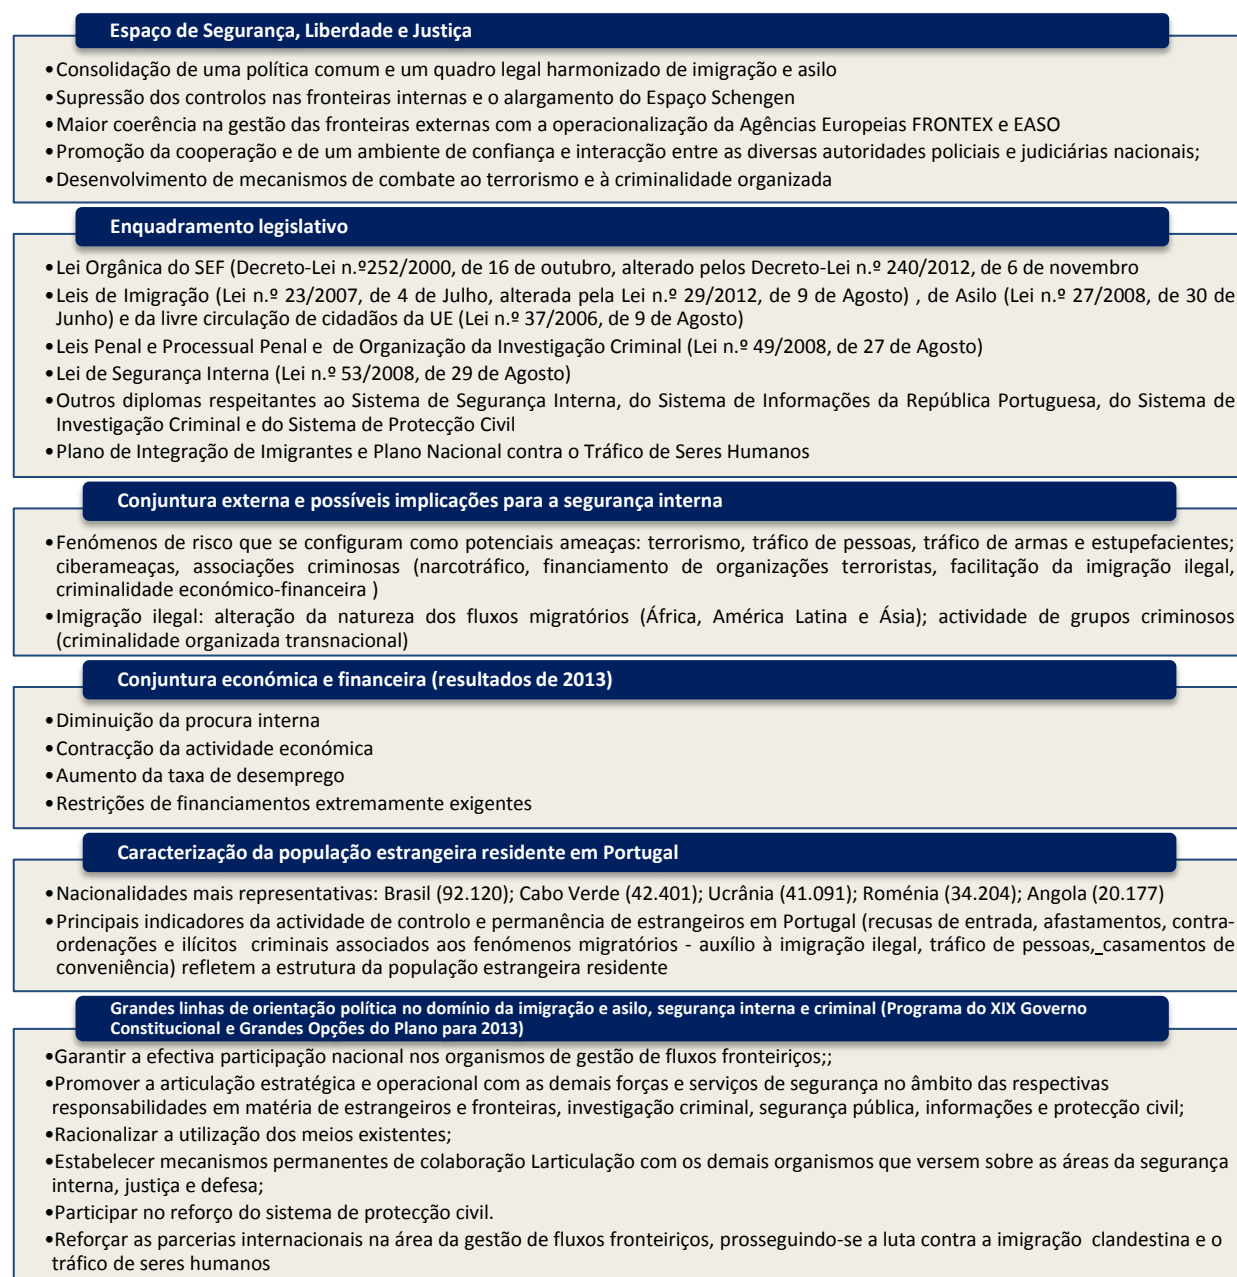 Espaço de Segurança, Liberdade e Justiça
•Consolidação de uma política comum e um quadro legal harmonizado de imigração e asilo
•Supressão dos controlos nas fronteiras internas e o alargamento do Espaço Schengen
•Maior coerência na gestão das fronteiras externas com a operacionalização da Agências Europeias FRONTEX e EASO
•Promoção da cooperação e de um ambiente de confiança e interacção entre as diversas autoridades policiais e judiciárias nacionais;
•Desenvolvimento de mecanismos de combate ao terrorismo e à criminalidade organizada
Enquadramento legislativo
•Lei Orgânica do SEF (Decreto-Lei n.º252/2000, de 16 de outubro, alterado pelos Decreto-Lei n.º 240/2012, de 6 de novembro
•Leis de Imigração (Lei n.º 23/2007, de 4 de Julho, alterada pela Lei n.º 29/2012, de 9 de Agosto) , de Asilo (Lei n.º 27/2008, de 30 de
Junho) e da livre circulação de cidadãos da UE (Lei n.º 37/2006, de 9 de Agosto)
•Leis Penal e Processual Penal e de Organização da Investigação Criminal (Lei n.º 49/2008, de 27 de Agosto)
•Lei de Segurança Interna (Lei n.º 53/2008, de 29 de Agosto)
•Outros diplomas respeitantes ao Sistema de Segurança Interna, do Sistema de Informações da República Portuguesa, do Sistema de
Investigação Criminal e do Sistema de Protecção Civil
•Plano de Integração de Imigrantes e Plano Nacional contra o Tráfico de Seres Humanos
Conjuntura externa e possíveis implicações para a segurança interna
•Fenómenos de risco que se configuram como potenciais ameaças: terrorismo, tráfico de pessoas, tráfico de armas e estupefacientes;
ciberameaças, associações criminosas (narcotráfico, financiamento de organizações terroristas, facilitação da imigração ilegal,
criminalidade económico-financeira )
•Imigração ilegal: alteração da natureza dos fluxos migratórios (África, América Latina e Ásia); actividade de grupos criminosos
(criminalidade organizada transnacional)
Conjuntura económica e financeira (resultados de 2013)
•Diminuição da procura interna
•Contracção da actividade económica
•Aumento da taxa de desemprego
•Restrições de financiamentos extremamente exigentes
Caracterização da população estrangeira residente em Portugal
•Nacionalidades mais representativas: Brasil (92.120); Cabo Verde (42.401); Ucrânia (41.091); Roménia (34.204); Angola (20.177)
•Principais indicadores da actividade de controlo e permanência de estrangeiros em Portugal (recusas de entrada, afastamentos, contra-
ordenações e ilícitos criminais associados aos fenómenos migratórios - auxílio à imigração ilegal, tráfico de pessoas, casamentos de
conveniência) refletem a estrutura da população estrangeira residente
Grandes linhas de orientação política no domínio da imigração e asilo, segurança interna e criminal (Programa do XIX Governo
Constitucional e Grandes Opções do Plano para 2013)
•Garantir a efectiva participação nacional nos organismos de gestão de fluxos fronteiriços;;
•Promover a articulação estratégica e operacional com as demais forças e serviços de segurança no âmbito das respectivas
responsabilidades em matéria de estrangeiros e fronteiras, investigação criminal, segurança pública, informações e protecção civil;
•Racionalizar a utilização dos meios existentes;
•Estabelecer mecanismos permanentes de colaboração Larticulação com os demais organismos que versem sobre as áreas da segurança
interna, justiça e defesa;
•Participar no reforço do sistema de protecção civil.
•Reforçar as parcerias internacionais na área da gestão de fluxos fronteiriços, prosseguindo-se a luta contra a imigração clandestina e o
tráfico de seres humanos